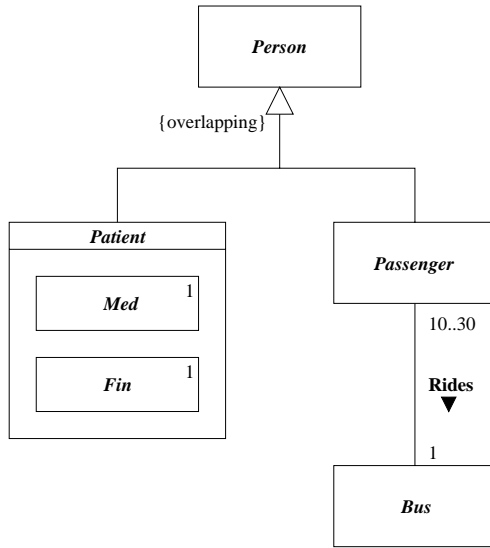 Person
{overlapping}
Patient
Med
1
Fin
1
Passenger
10..30
Rides
1
Bus